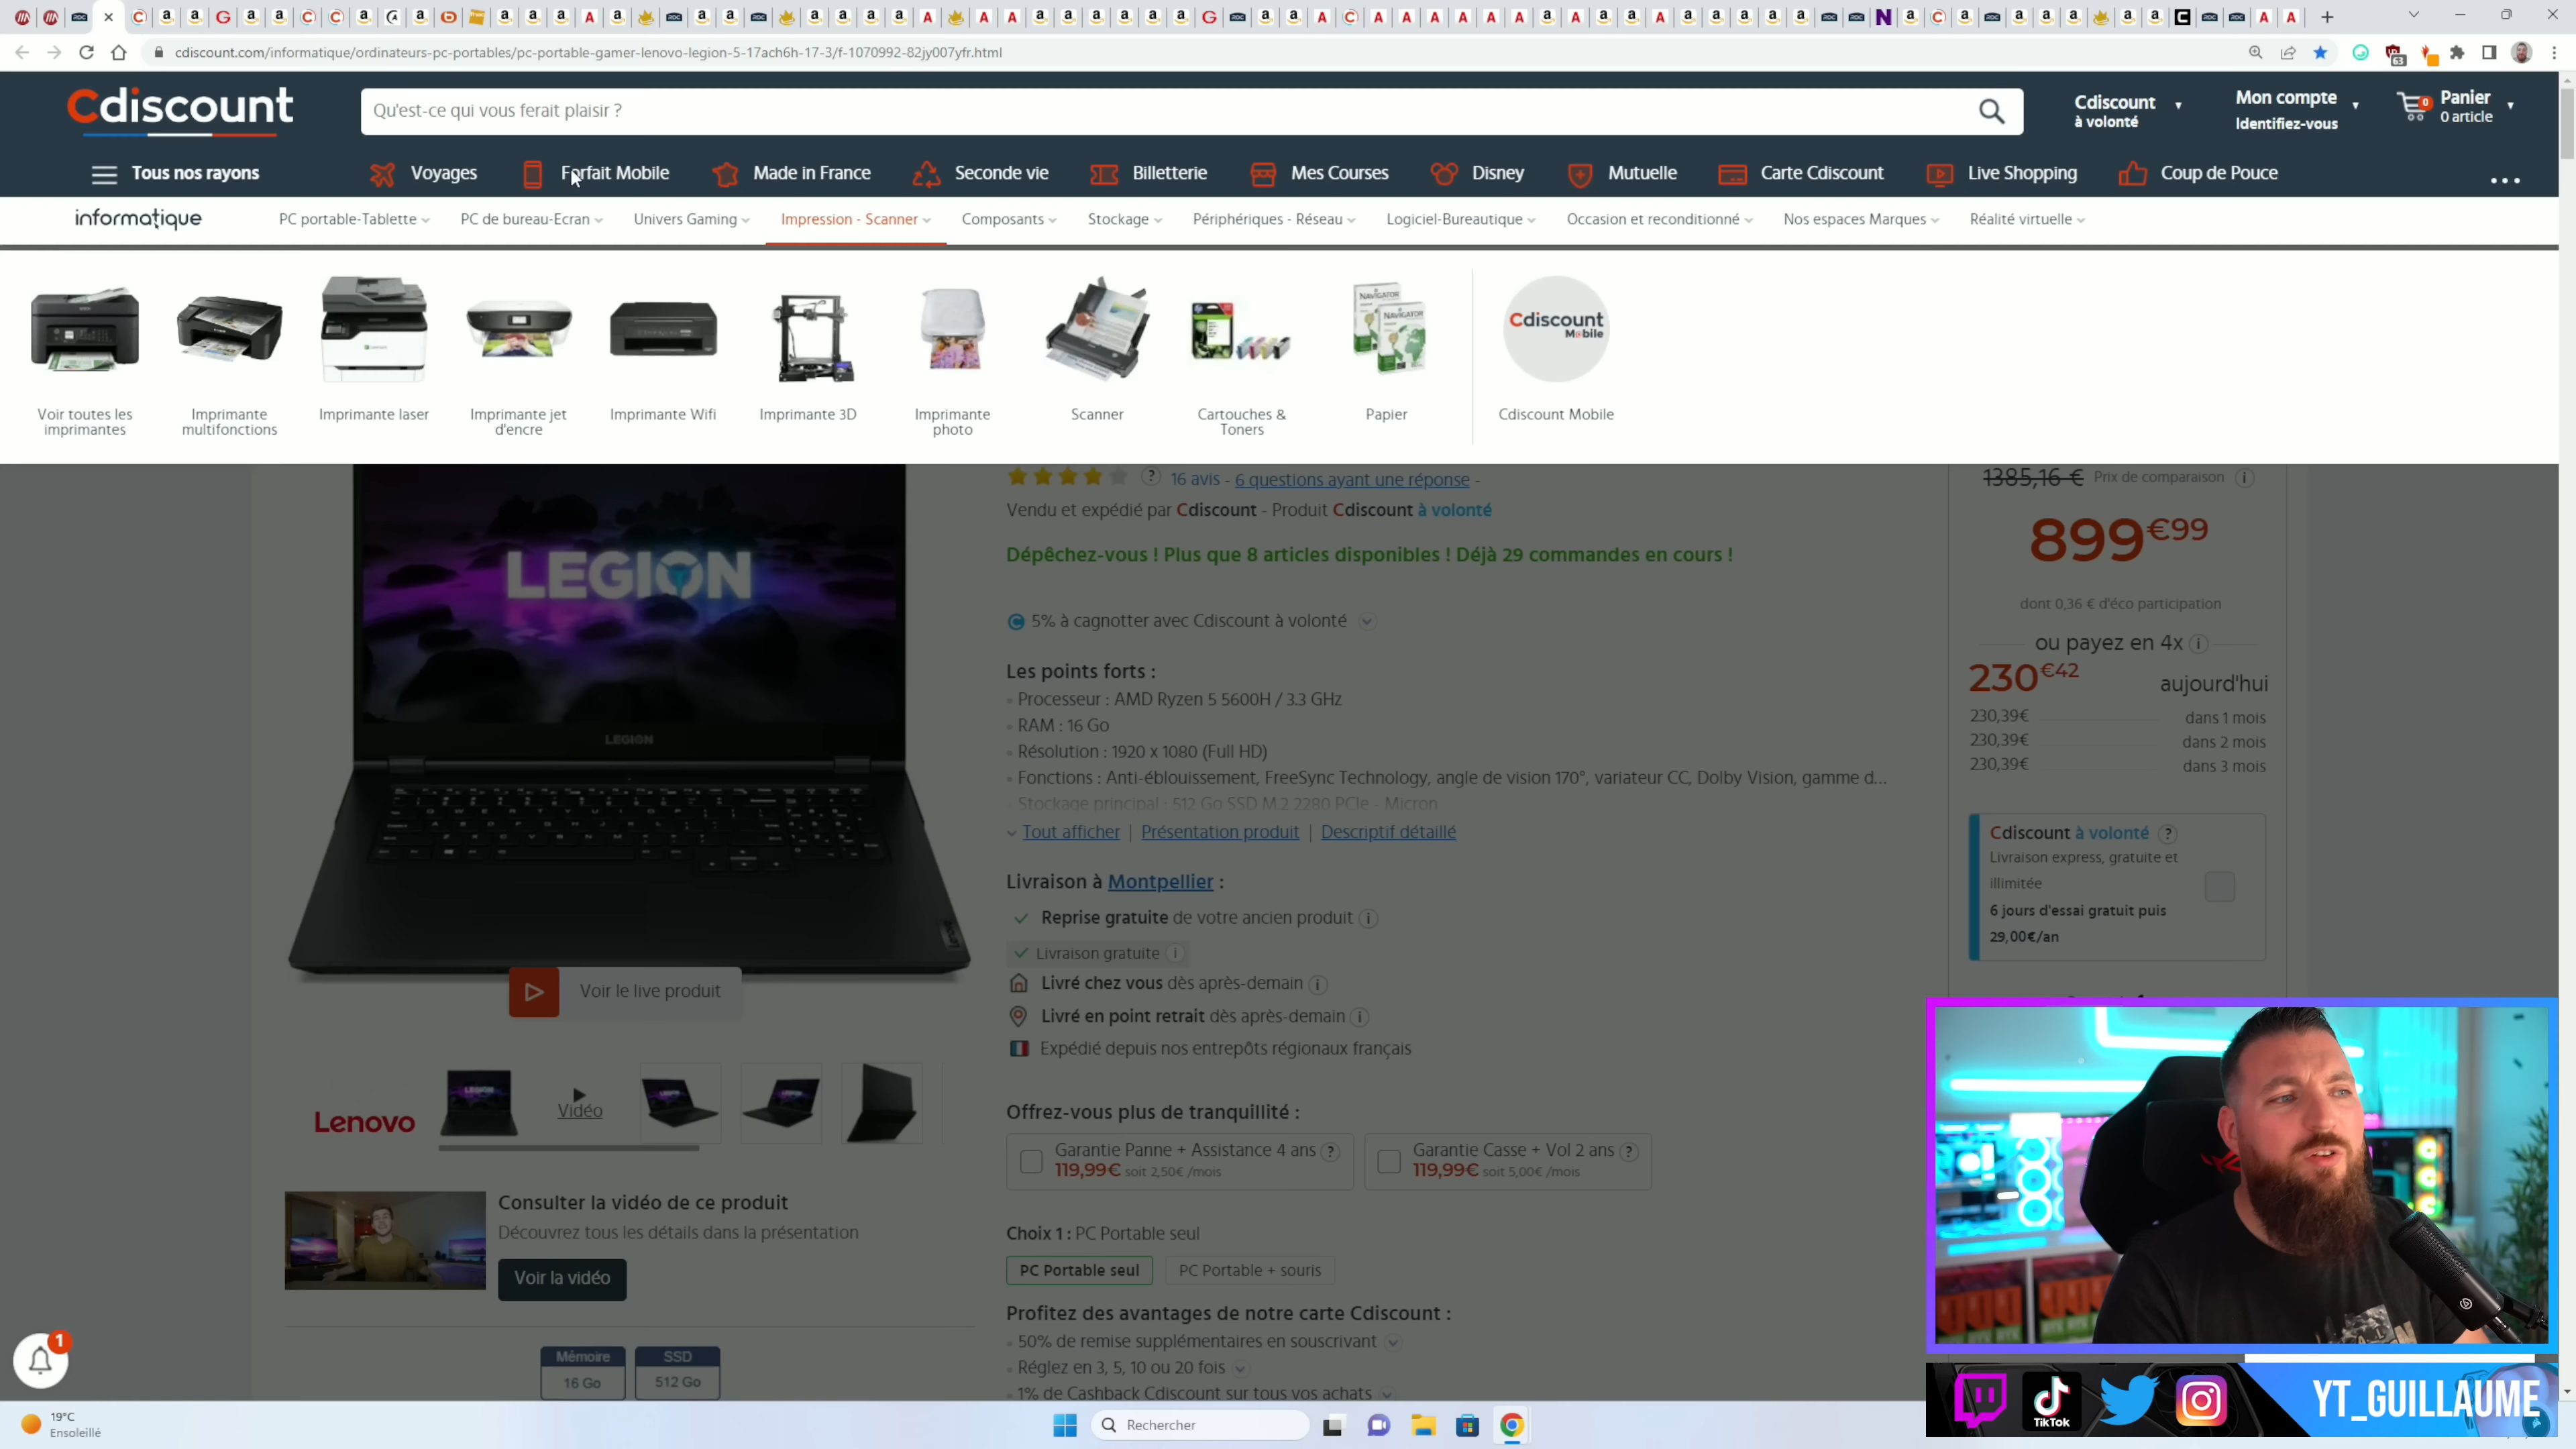 cdiscount.com/informatique/ordinateurs-pc-portables/pc-portable-gamer-lenovo-legion-5-17ach6h-17-3/f-1070992-82jy007yfr.html
63
Cdiscount
Qu'est-ce qui vous ferait plaisir ?
Cdiscount
à volonté
Mon compte
Identifiez-vous
0
Panier
0 article
Tous nos rayons
Voyages
Forfait Mobile
Made in France
Seconde vie
Billetterie
Mes Courses
Disney
Mutuelle
Carte Cdiscount
Live Shopping
Coup de Pouce
informatique
PC portable-Tablette
PC de bureau-Ecran
Univers Gaming
Impression - Scanner
Composants
Stockage
Périphériques - Réseau
Logiciel-Bureautique
Occasion et reconditionné
Nos espaces Marques
Réalité virtuelle
NAVIGATOR
NAVIGATOR
Cdiscount
Mobile
Voir toutes les
imprimantes
Imprimante
multifonctions
Imprimante laser
Imprimante jet
d'encre
Imprimante Wifi
Imprimante 3D
Imprimante
photo
Scanner
Cartouches &
Toners
Papier
Cdiscount Mobile
LEGION
LEGION
16 avis - 6 questions ayant une réponse -
Vendu et expédié par Cdiscount - Produit Cdiscount à volonté
Dépêchez-vous ! Plus que 8 articles disponibles ! Déjà 29 commandes en cours !
5% à cagnotter avec Cdiscount à volonté
Les points forts :
Processeur : AMD Ryzen 5 5600H / 3.3 GHz
RAM : 16 Go
Résolution : 1920 x 1080 (Full HD)
Fonctions : Anti-éblouissement, FreeSync Technology, angle de vision 170°, variateur CC, Dolby Vision, gamme d...
Stockage principal : 512 Go SSD M.2 2280 PCIe - Micron
Tout afficher | Présentation produit | Descriptif détaillé
Livraison à Montpellier :
Reprise gratuite de votre ancien produit
Livraison gratuite
Livré chez vous dès après-demain
Livré en point retrait dès après-demain
Expédié depuis nos entrepôts régionaux français
Offrez-vous plus de tranquillité :
Garantie Panne + Assistance 4 ans
119,99€ soit 2,50€ /mois
Garantie Casse + Vol 2 ans
119,99€ soit 5,00€ /mois
Choix 1 : PC Portable seul
PC Portable seul
PC Portable + souris
Profitez des avantages de notre carte Cdiscount :
50% de remise supplémentaires en souscrivant
Réglez en 3, 5, 10 ou 20 fois
1% de Cashback Cdiscount sur tous vos achats
1385,16 € Prix de comparaison
899€99
dont 0,36 € d'éco participation
ou payez en 4x
230€42 aujourd'hui
230,39€ dans 1 mois
230,39€ dans 2 mois
230,39€ dans 3 mois
Cdiscount à volonté
Livraison express, gratuite et
illimitée
6 jours d'essai gratuit puis
29,00€/an
Voir le live produit
Lenovo
LEGION
Vidéo
Consulter la vidéo de ce produit
Découvrez tous les détails dans la présentation
Voir la vidéo
Mémoire
16 Go
SSD
512 Go
1
19°C
Ensoleillé
Rechercher
TikTok
YT_GUILLAUME